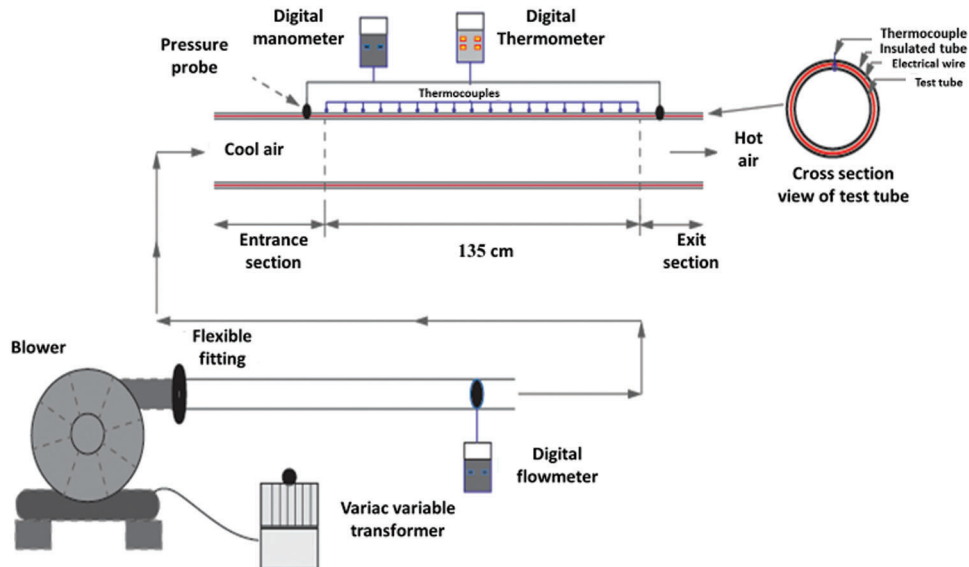 Digital
manometer
Digital
Thermometer
Pressure
probe
Thermocouples
Thermocouple
Insulated tube
Electrical wire
Test tube
Cool air
Hot
air
Cross section
view of test tube
Entrance
section
135 cm
Exit
section
Blower
Flexible
fitting
Digital
flowmeter
Variac variable
transformer